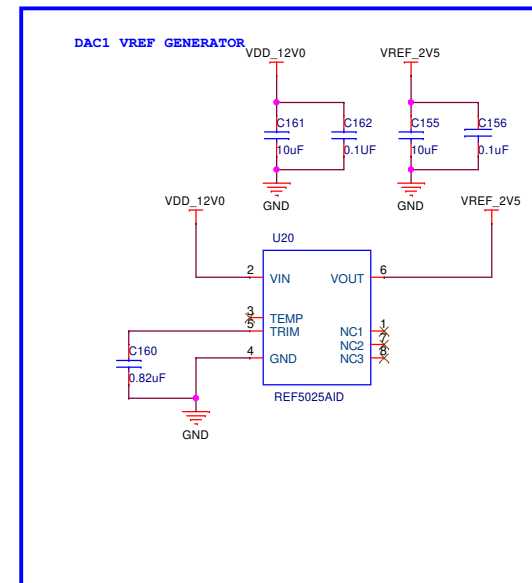 DAC1 VREF GENERATOR
VDD_12V0
VREF_2V5
C161
C162
C155
C156
10uF
0.1UF
10uF
0.1uF
GND
GND
VDD_12V0
VREF_2V5
U20
2
VIN
VOUT
6
3
TEMP
5
TRIM
NC1
1
NC2
7
4
GND
NC3
8
C160
0.82uF
REF5025AID
GND